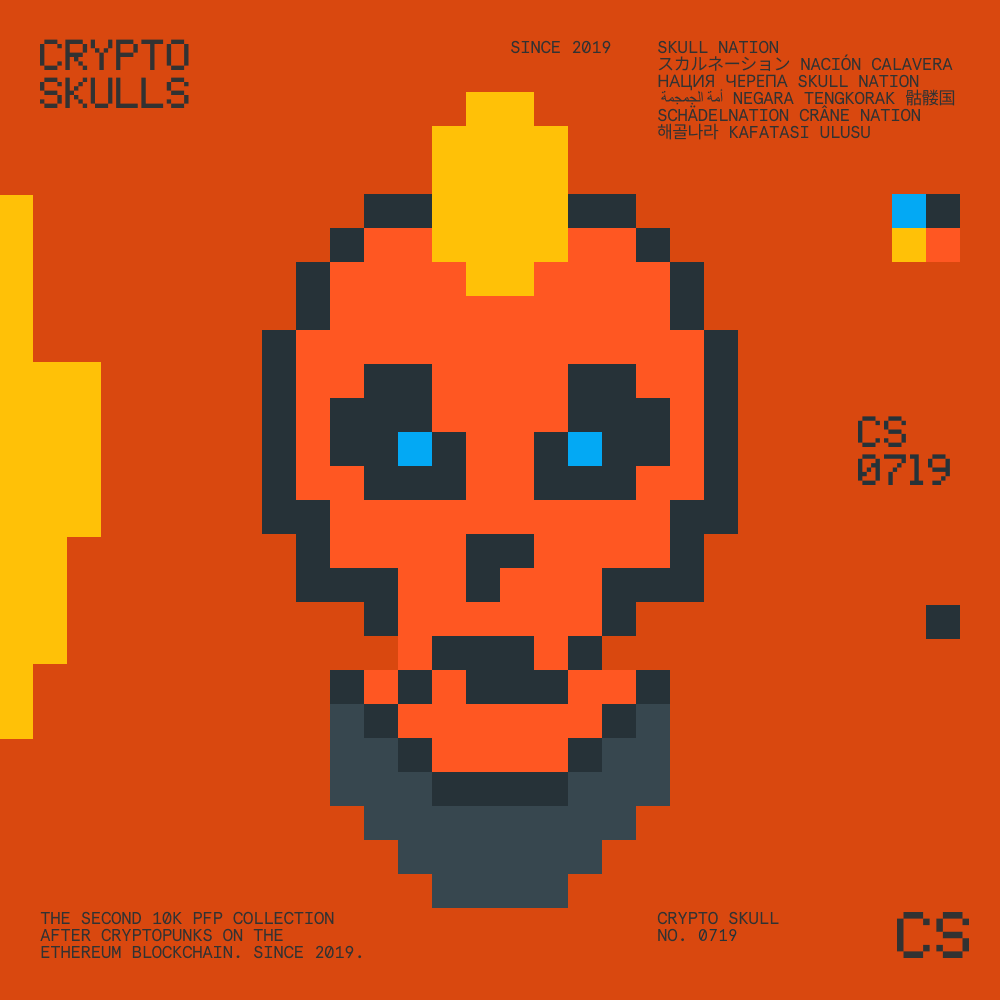 CRYPTO
SKULLS
SINCE 2019
SKULL NATION
スカルネーション NACIÓN CALAVERA
НАЦИЯ ЧЕРЕПА SKULL NATION
أمة الجمجمة NEGARA TENGKORAK 骷髅国
SCHÄDELNATION CRÂNE NATION
해골나라 KAFATASI ULUSU
CS
0719
THE SECOND 10K PFP COLLECTION
AFTER CRYPTOPUNKS ON THE
ETHEREUM BLOCKCHAIN. SINCE 2019.
CRYPTO SKULL
NO. 0719
CS